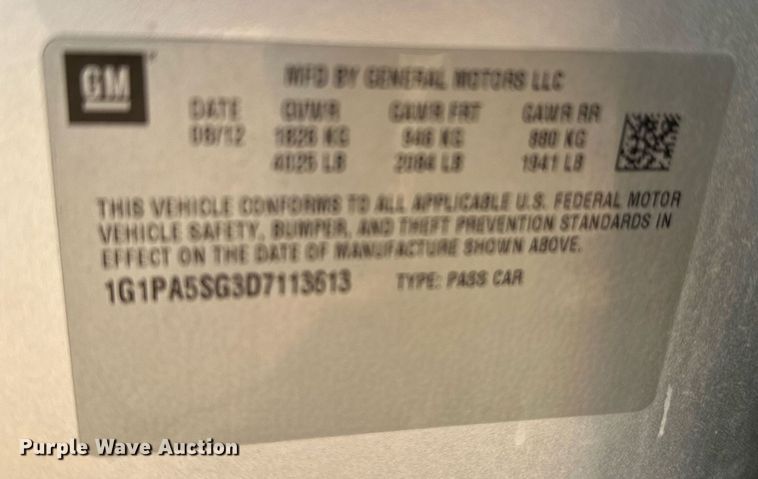 GM
MFD BY GENERAL MOTORS LLC
DATE GVWR GAWR FRT GAWR RR
08/12 1826 KG 946 KG 880 KG
4025 LB 2084 LB 1941 LB
THIS VEHICLE CONFORMS TO ALL APPLICABLE U.S. FEDERAL MOTOR
VEHICLE SAFETY, BUMPER, AND THEFT PREVENTION STANDARDS IN
EFFECT ON THE DATE OF MANUFACTURE SHOWN ABOVE.
1G1PA5SG3D7113613 TYPE: PASS CAR
Purple Wave Auction